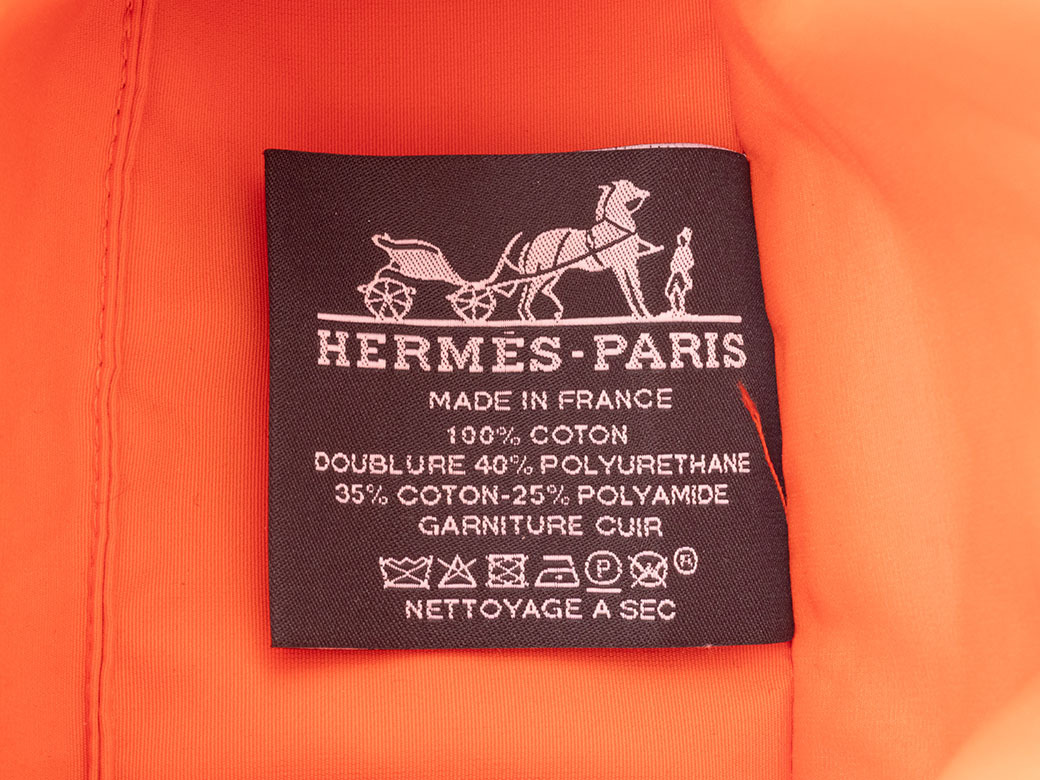 HERMÈS-PARIS
MADE IN FRANCE
100% COTON
DOUBLURE 40% POLYURETHANE
35% COTON-25% POLYAMIDE
GARNITURE CUIR
P ®
NETTOYAGE A SEC